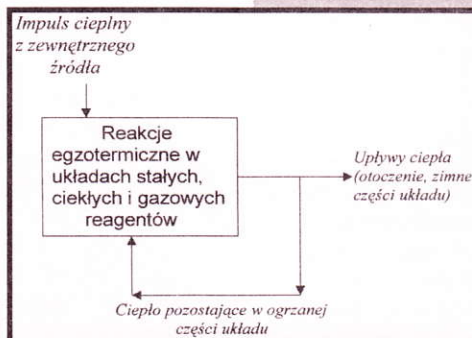 Impuls cieplny
z zewnętrznego
źródła
Reakcje
egzotermiczne w
układach stałych,
ciekłych i gazowych
reagentów
Upływy ciepła
(otoczenie, zimne
części układu)
Ciepło pozostające w ogrzanej
części układu